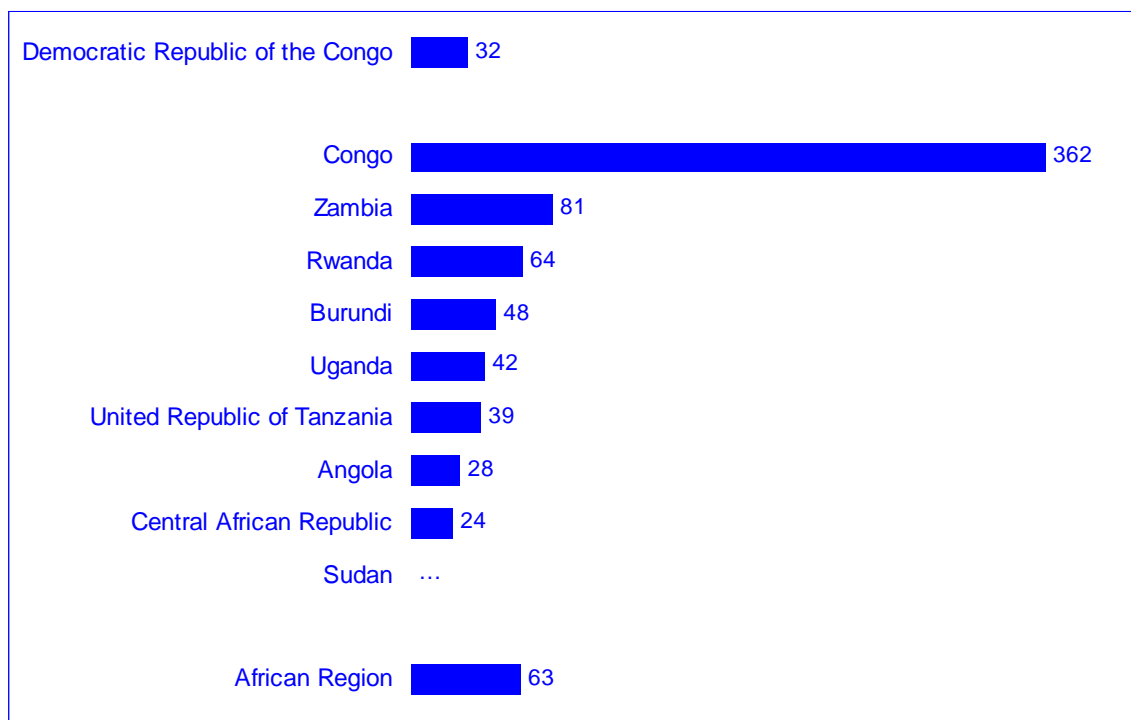 Democratic Republic of the Congo 32
Congo 362
Zambia 81
Rwanda 64
Burundi 48
Uganda 42
United Republic of Tanzania 39
Angola 28
Central African Republic 24
Sudan ...
African Region 63